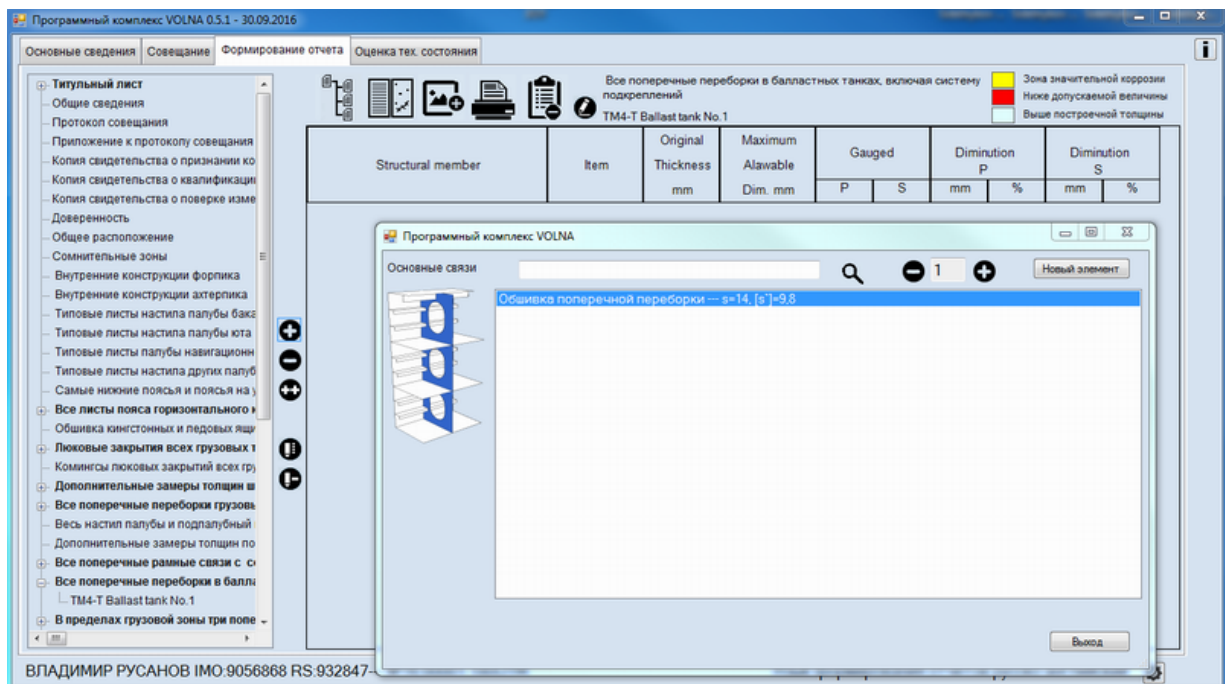 Программный комплекс VOLNA 0.5.1 - 30.09.2016
Основные сведения
Совещание
Формирование отчета
Оценка тех. состояния
Титульный лист
Общие сведения
Протокол совещания
Приложение к протоколу совещания
Копия свидетельства о признании ко
Копия свидетельства о квалификаци
Копия свидетельства о поверке изме
Доверенность
Общее расположение
Сомнительные зоны
Внутренние конструкции форпика
Внутренние конструкции ахтерпика
Типовые листы настила палубы бака
Типовые листы настила палубы юта
Типовые листы палубы навигационн
Типовые листы настила других палуб
Самые нижние поясья и поясья на
Все листы пояса горизонтального
Обшивка кингстонных и ледовых ящи
Люковые закрытия всех грузовых т
Комингсы люковых закрытий всех гру
Дополнительные замеры толщин ш
Все поперечные переборки грузовь
Весь настил палубы и подпалубный
Дополнительные замеры толщин по
Все поперечные рамные связи с с
Все поперечные переборки в балла
TM4-T Ballast tank No.1
В пределах грузовой зоны три попе
Все поперечные переборки в балластных танках, включая систему
подкреплений
TM4-T Ballast tank No.1
Зона значительной коррозии
Ниже допускаемой величины
Выше построечной толщины
Structural member
Item
Original
Thickness
mm
Maximum
Alawable
Dim. mm
Gauged
P S
Diminution
P
mm %
Diminution
S
mm %
Программный комплекс VOLNA
Основные связи
1
Новый элемент
Обшивка поперечной переборки --- s=14, [s`]=9,8
Выход
ВЛАДИМИР РУСАНОВ IMO:9056868 RS:932847-